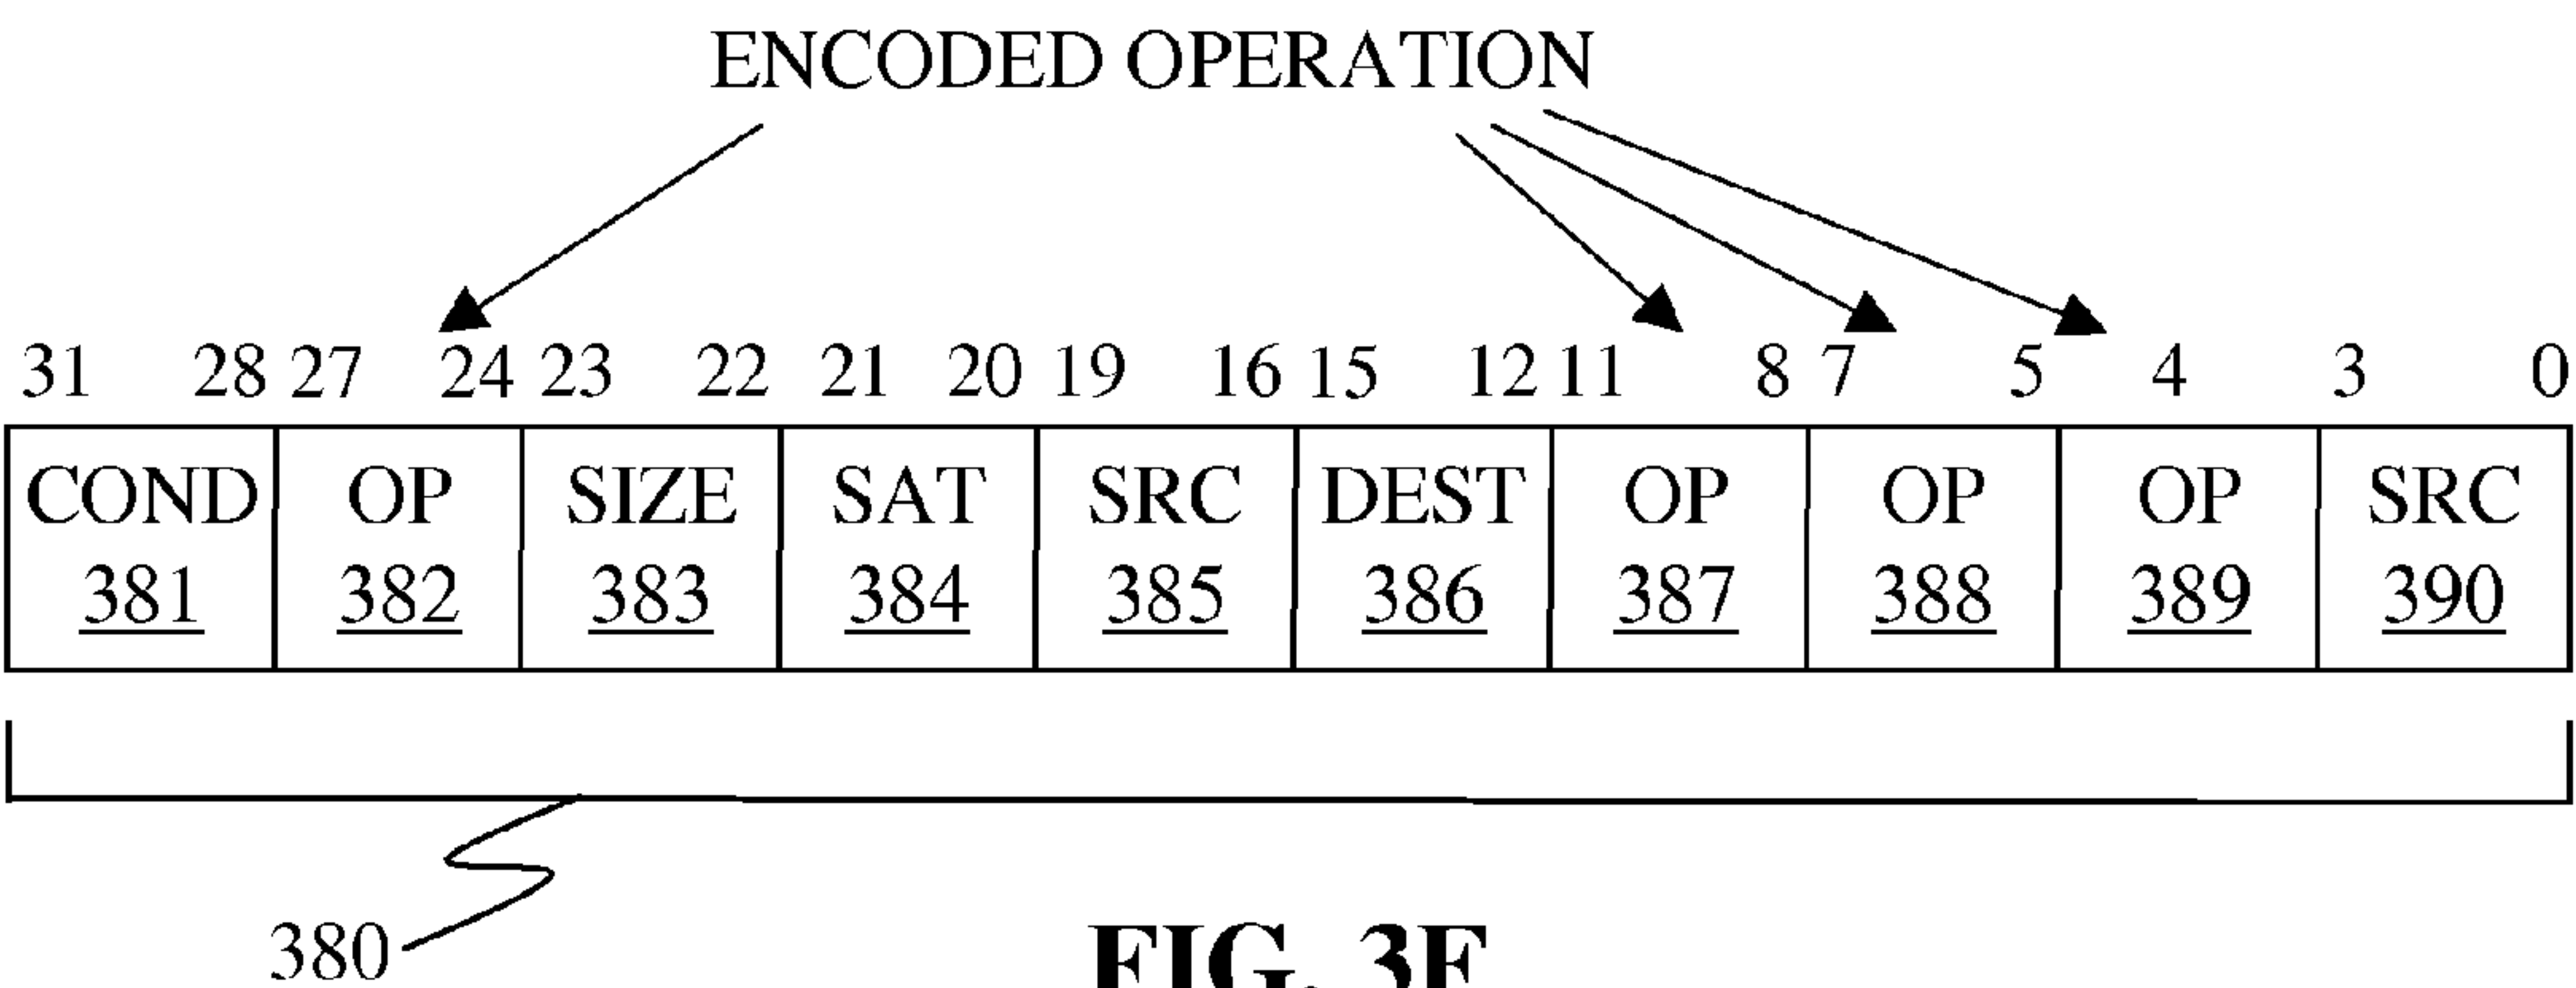 ENCODED OPERATION
31 28 27 24 23 22 21 20 19 16 15 12 11 8 7 5 4 3 0
COND OP SIZE SAT SRC DEST OP OP OP SRC
381 382 383 384 385 386 387 388 389 390
380
FIG. 3F